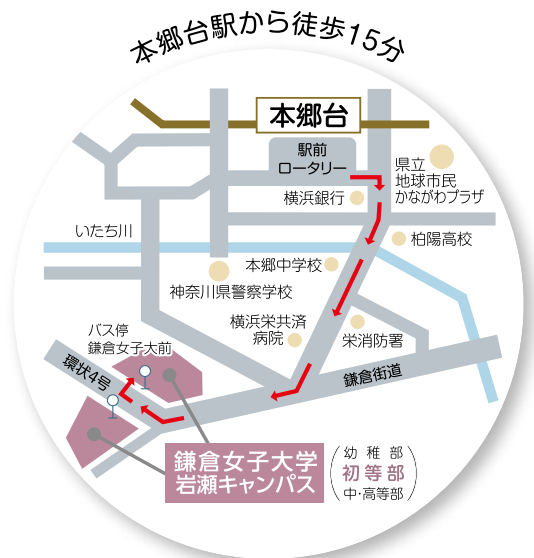 本郷台駅から徒歩15分
本郷台
駅前
ロータリー
県立
地球市民
かながわプラザ
横浜銀行
いたち川
柏陽高校
本郷中学校
神奈川県警察学校
横浜栄共済
病院
栄消防署
バス停
鎌倉女子大前
環状4号
鎌倉街道
鎌倉女子大学
岩瀬キャンパス
幼稚部
初等部
中・高等部